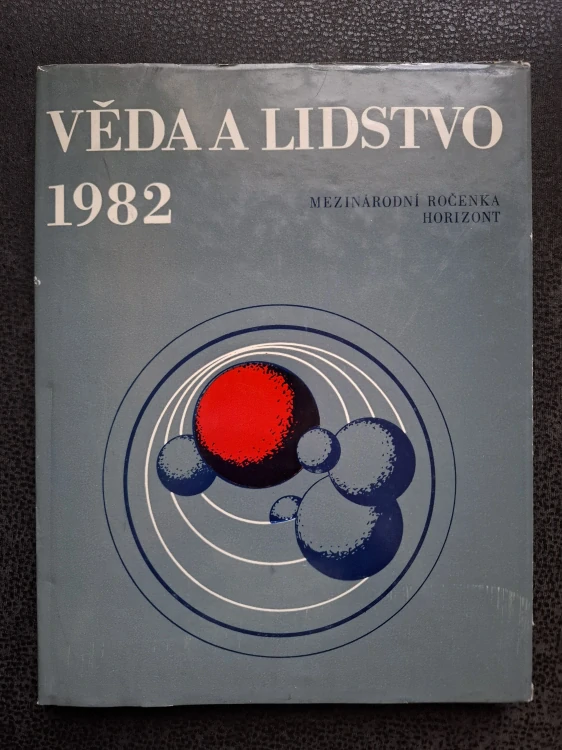 VĚDA A LIDSTVO
1982
MEZINÁRODNÍ ROČENKA
HORIZONT